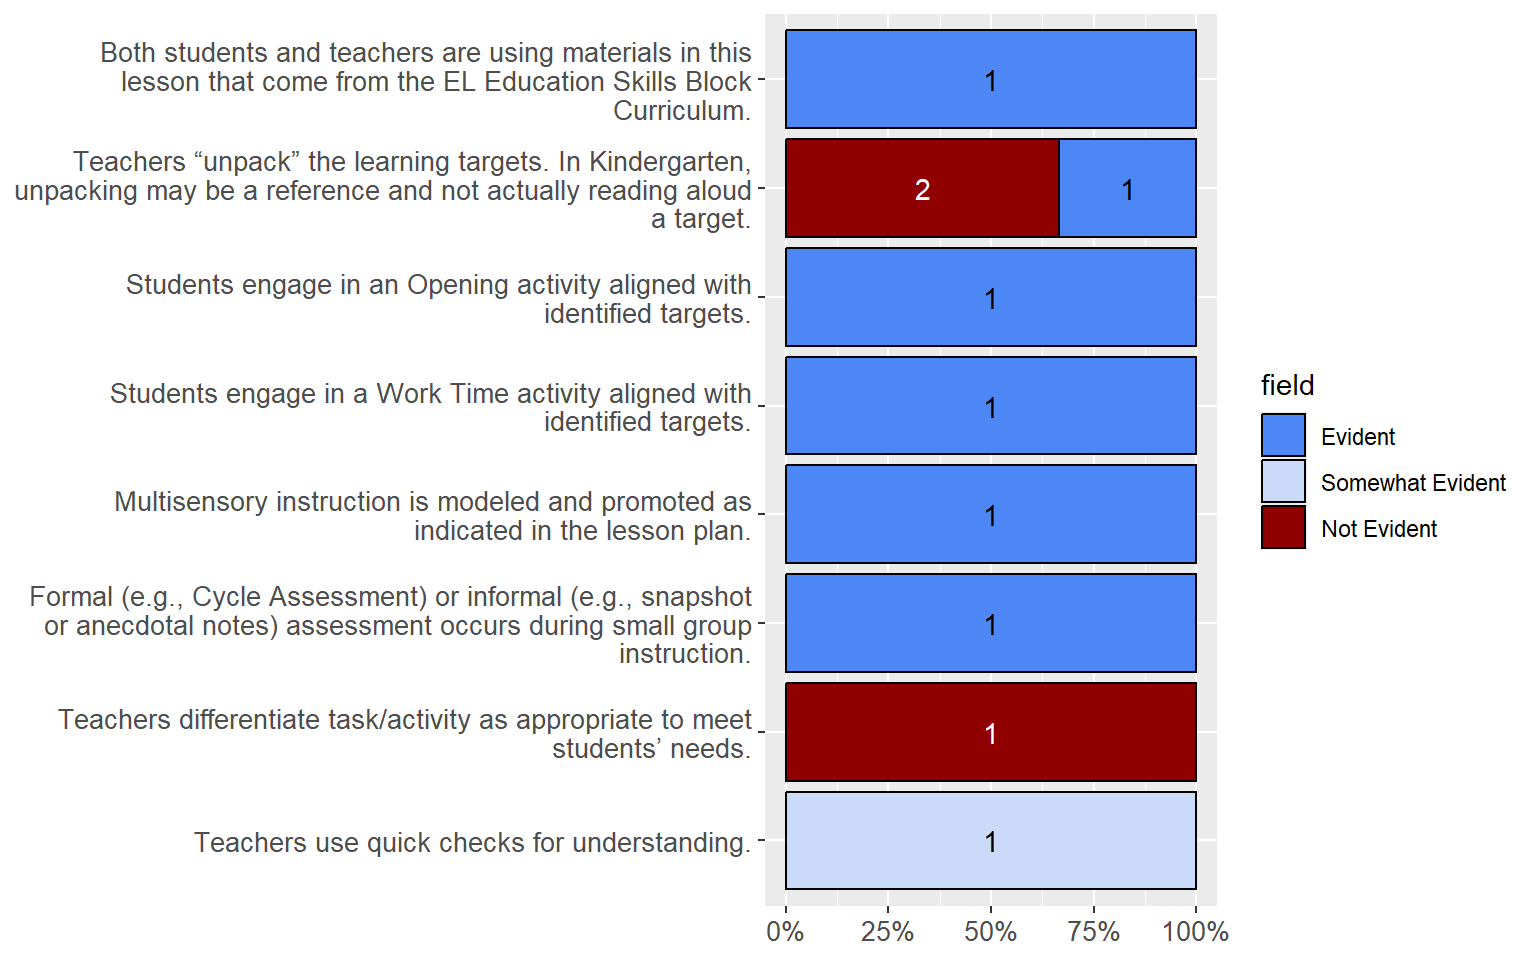 Both students and teachers are using materials in this
lesson that come from the EL Education Skills Block
Curriculum.
1
Teachers “unpack” the learning targets. In Kindergarten,
unpacking may be a reference and not actually reading aloud
a target.
2 1
Students engage in an Opening activity aligned with
identified targets.
1
Students engage in a Work Time activity aligned with
identified targets.
1
Multisensory instruction is modeled and promoted as
indicated in the lesson plan.
1
Formal (e.g., Cycle Assessment) or informal (e.g., snapshot
or anecdotal notes) assessment occurs during small group
instruction.
1
Teachers differentiate task/activity as appropriate to meet
students’ needs.
1
Teachers use quick checks for understanding.
1
0% 25% 50% 75% 100%
field
Evident
Somewhat Evident
Not Evident